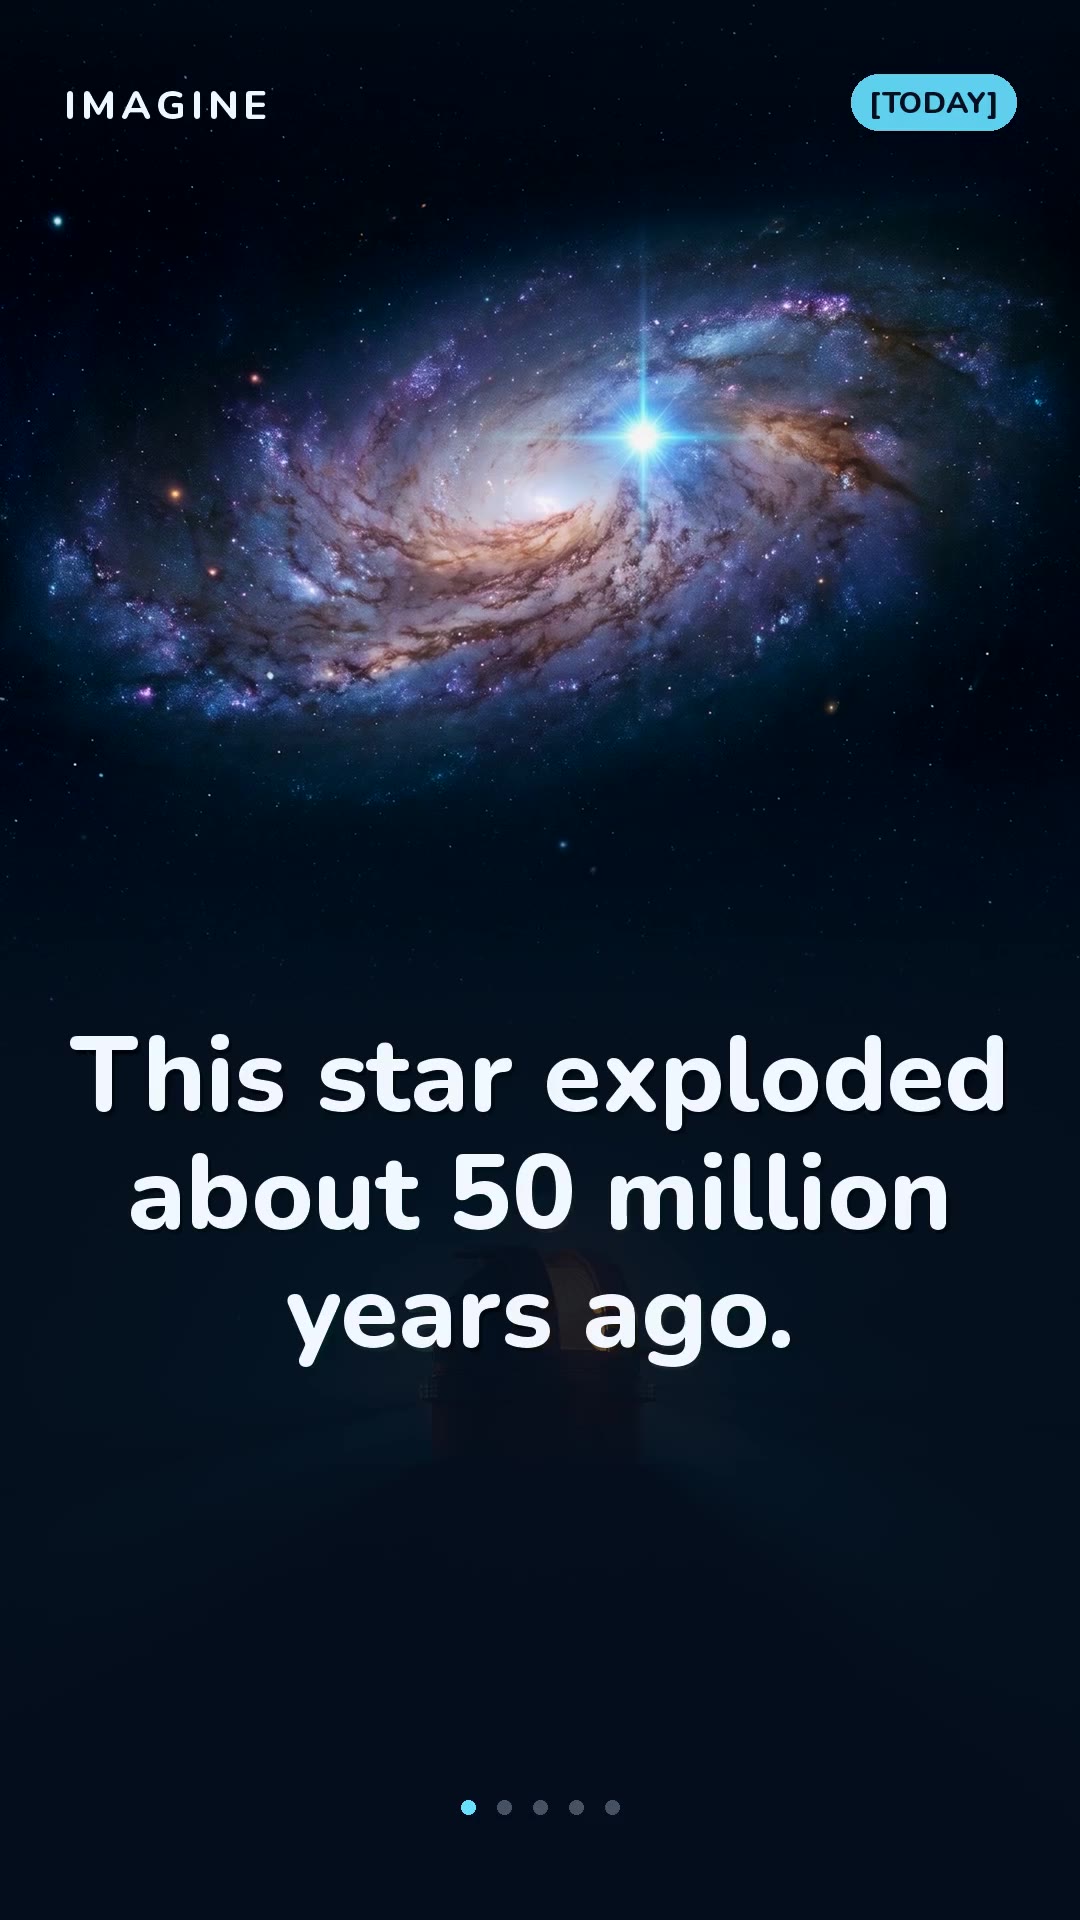 IMAGINE
[TODAY]
This star exploded
about 50 million
years ago.